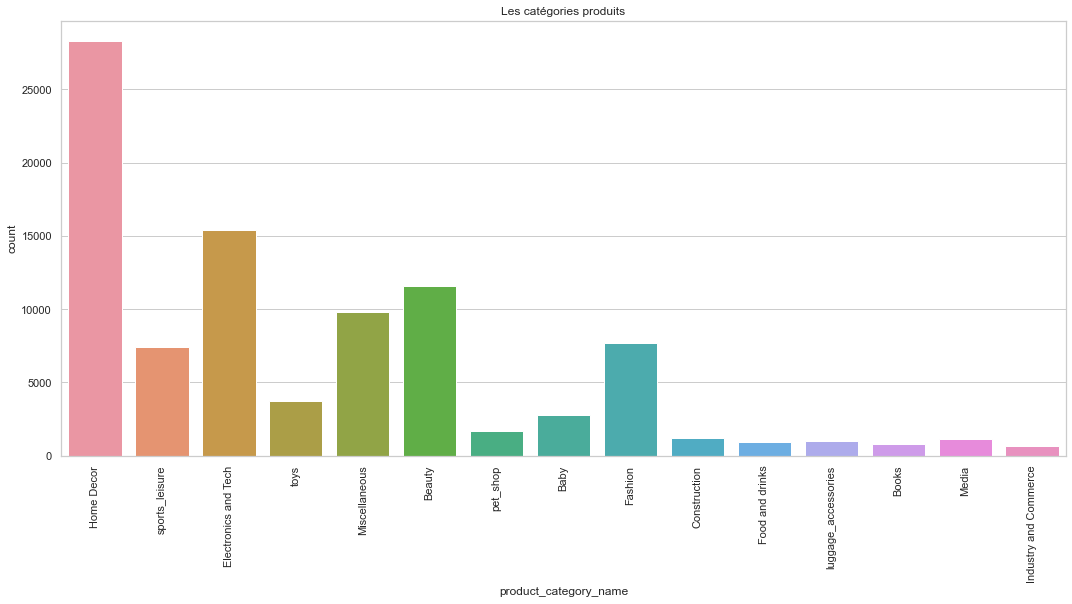 Les catégories produits
count
25000
20000
15000
10000
5000
0
Home Decor
sports_leisure
Electronics and Tech
toys
Miscellaneous
Beauty
pet_shop
Baby
Fashion
Construction
Food and drinks
luggage_accessories
Books
Media
Industry and Commerce
product_category_name